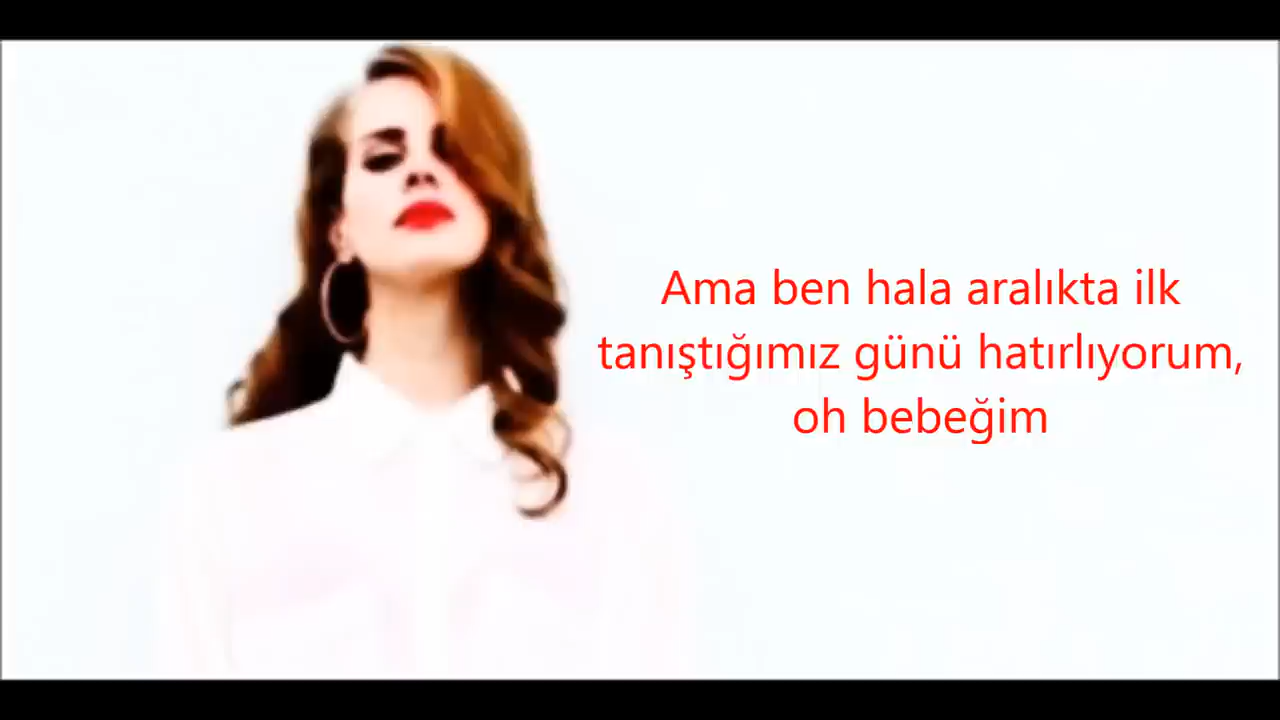 Ama ben hala aralıkta ilk
tanıştığımız günü hatırlıyorum,
oh bebeğim